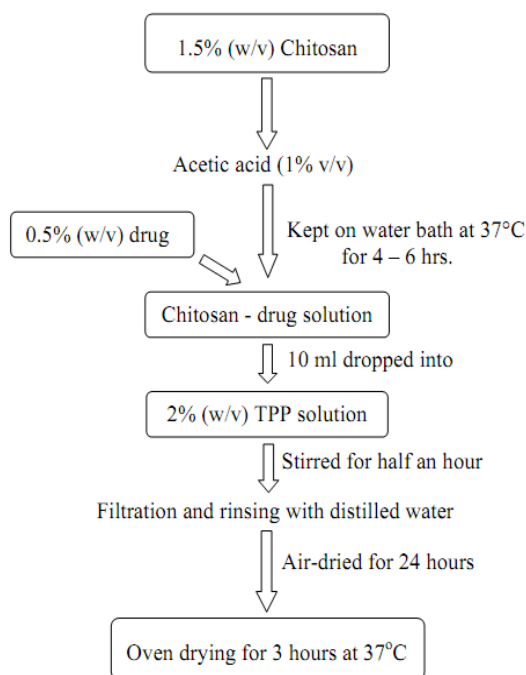 1.5% (w/v) Chitosan
Acetic acid (1% v/v)
Kept on water bath at 37°C
for 4 – 6 hrs.
0.5% (w/v) drug
Chitosan - drug solution
10 ml dropped into
2% (w/v) TPP solution
Stirred for half an hour
Filtration and rinsing with distilled water
Air-dried for 24 hours
Oven drying for 3 hours at 37°C